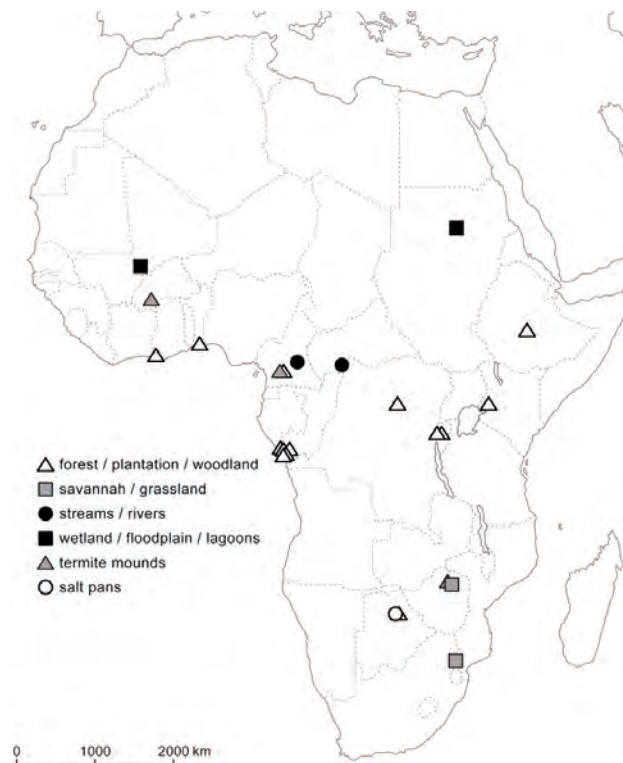 forest / plantation / woodland
savannah / grassland
streams / rivers
wetland / floodplain / lagoons
termite mounds
salt pans
0 1000 2000 km